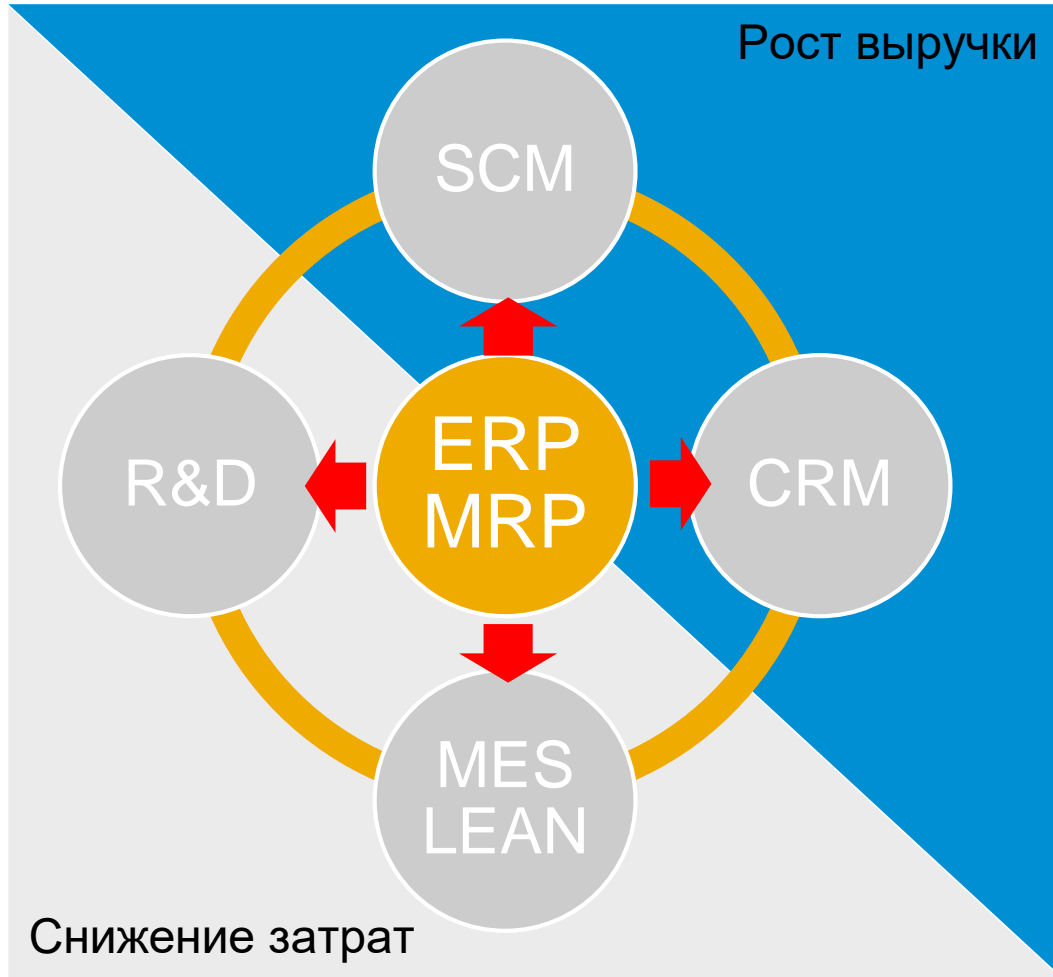 Рост выручки
SCM
R&D
ERP
MRP
CRM
MES
LEAN
Снижение затрат